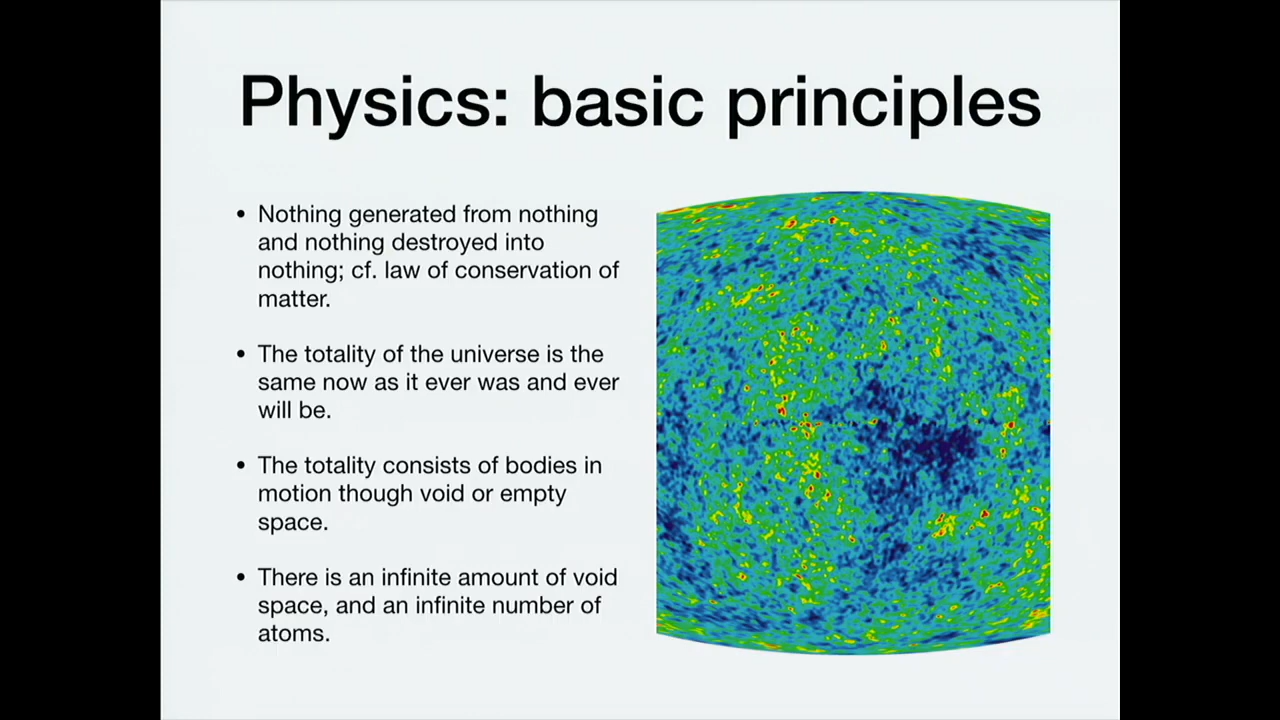 Physics: basic principles
• Nothing generated from nothing
and nothing destroyed into
nothing; cf. law of conservation of
matter.
• The totality of the universe is the
same now as it ever was and ever
will be.
• The totality consists of bodies in
motion though void or empty
space.
• There is an infinite amount of void
space, and an infinite number of
atoms.